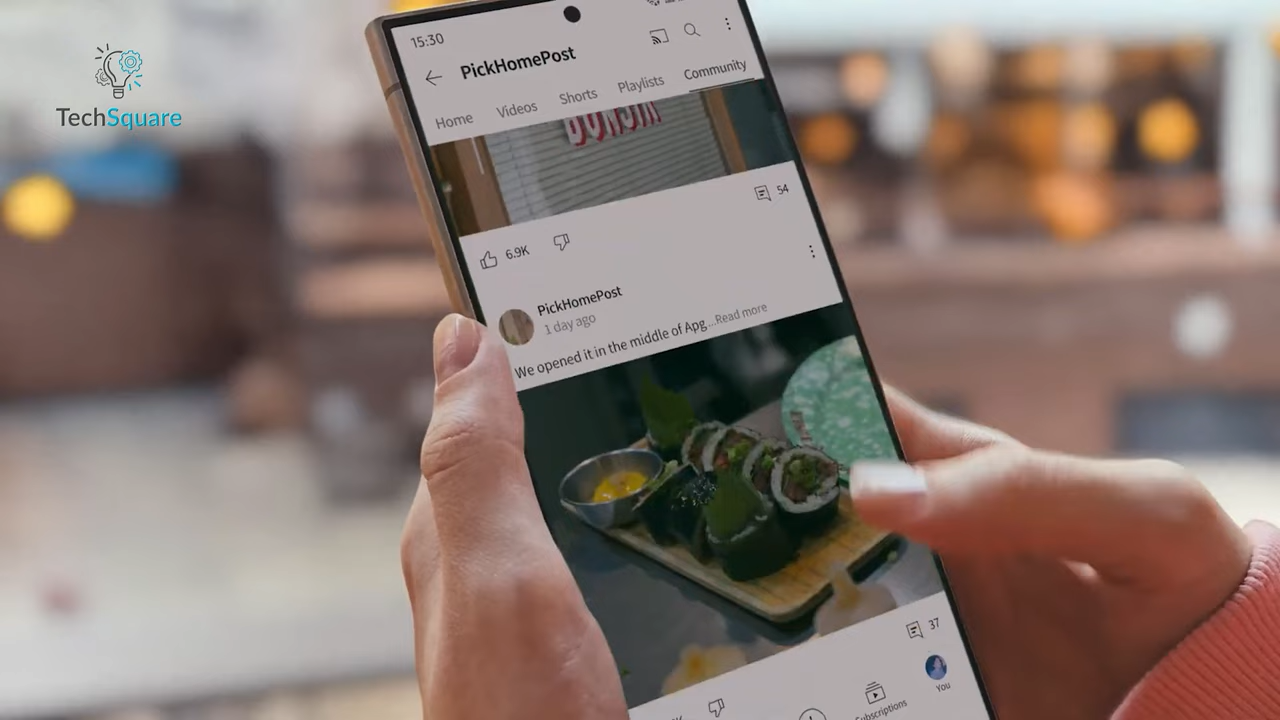 TechSquare
15:30
PickHomePost
Home Videos Shorts Playlists Community
54
6.9K
PickHomePost
1 day ago
We opened it in the middle of Apg ...Read more
37
Subscriptions
You